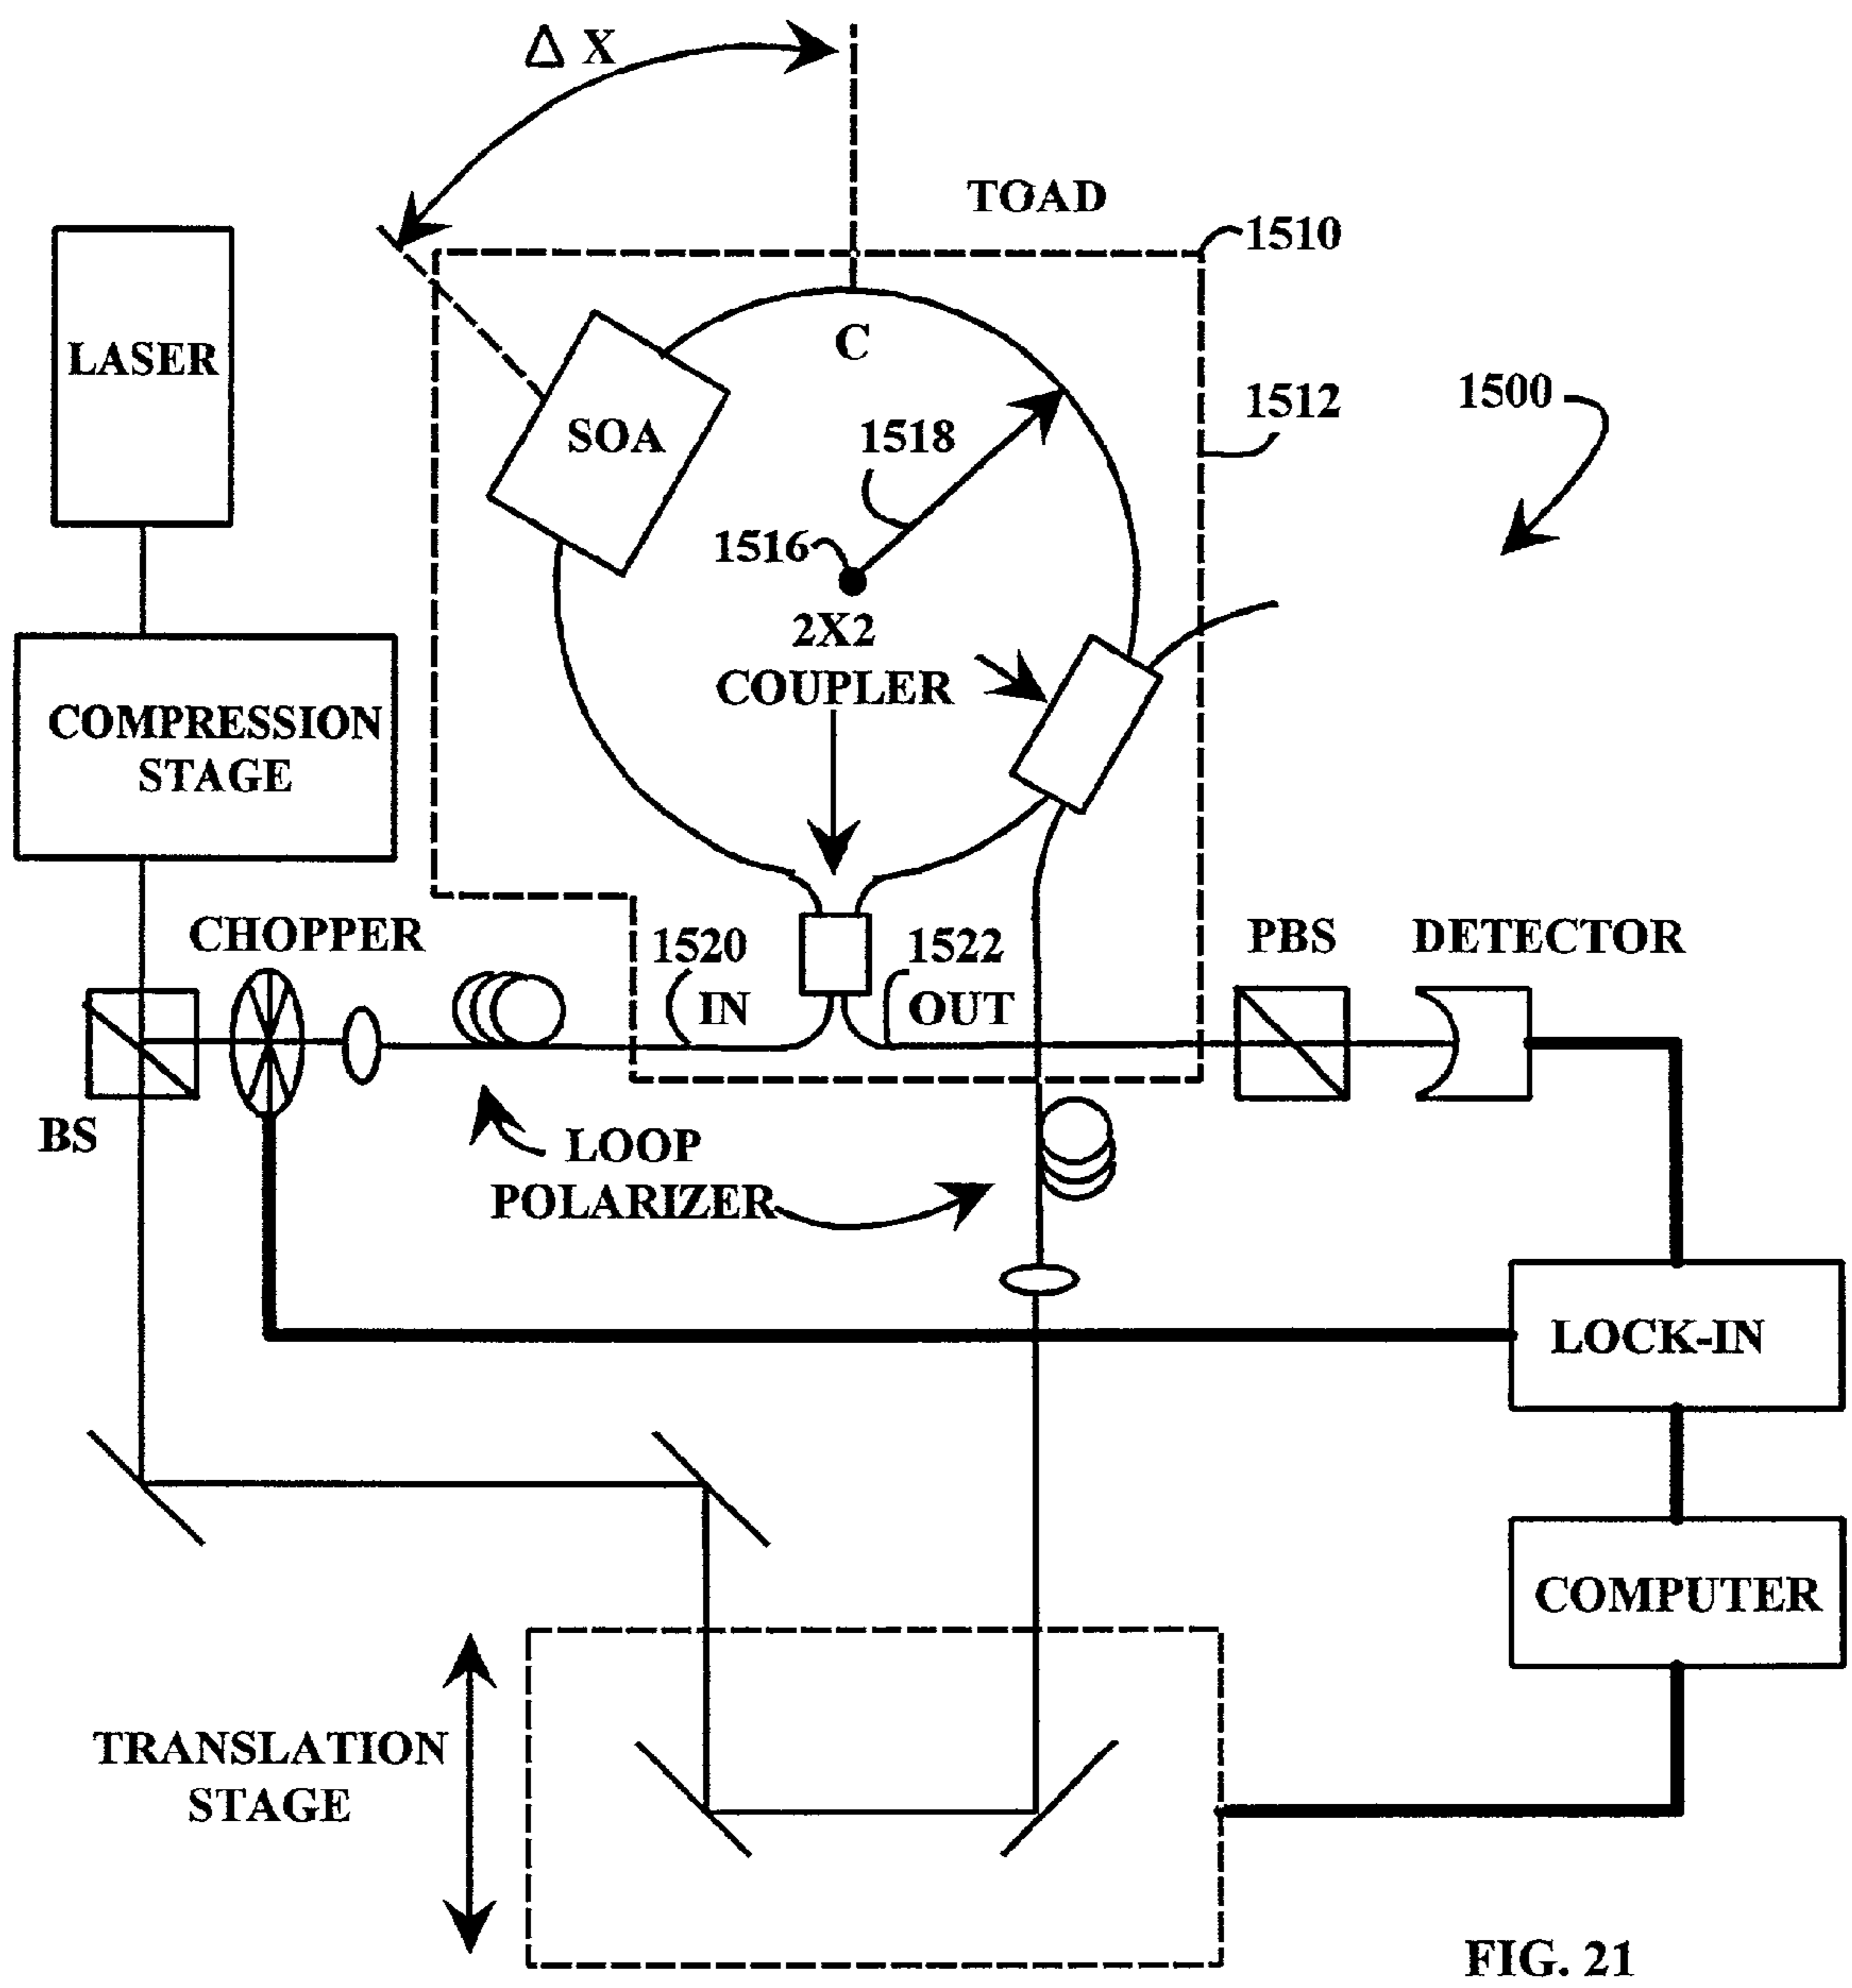 Δ X
TOAD
1510
LASER
C
1512
1500
SOA
1518
1516
2X2
COUPLER
COMPRESSION
STAGE
CHOPPER
1520
IN
1522
OUT
PBS
DETECTOR
BS
LOOP
POLARIZER
LOCK-IN
COMPUTER
TRANSLATION
STAGE
FIG. 21